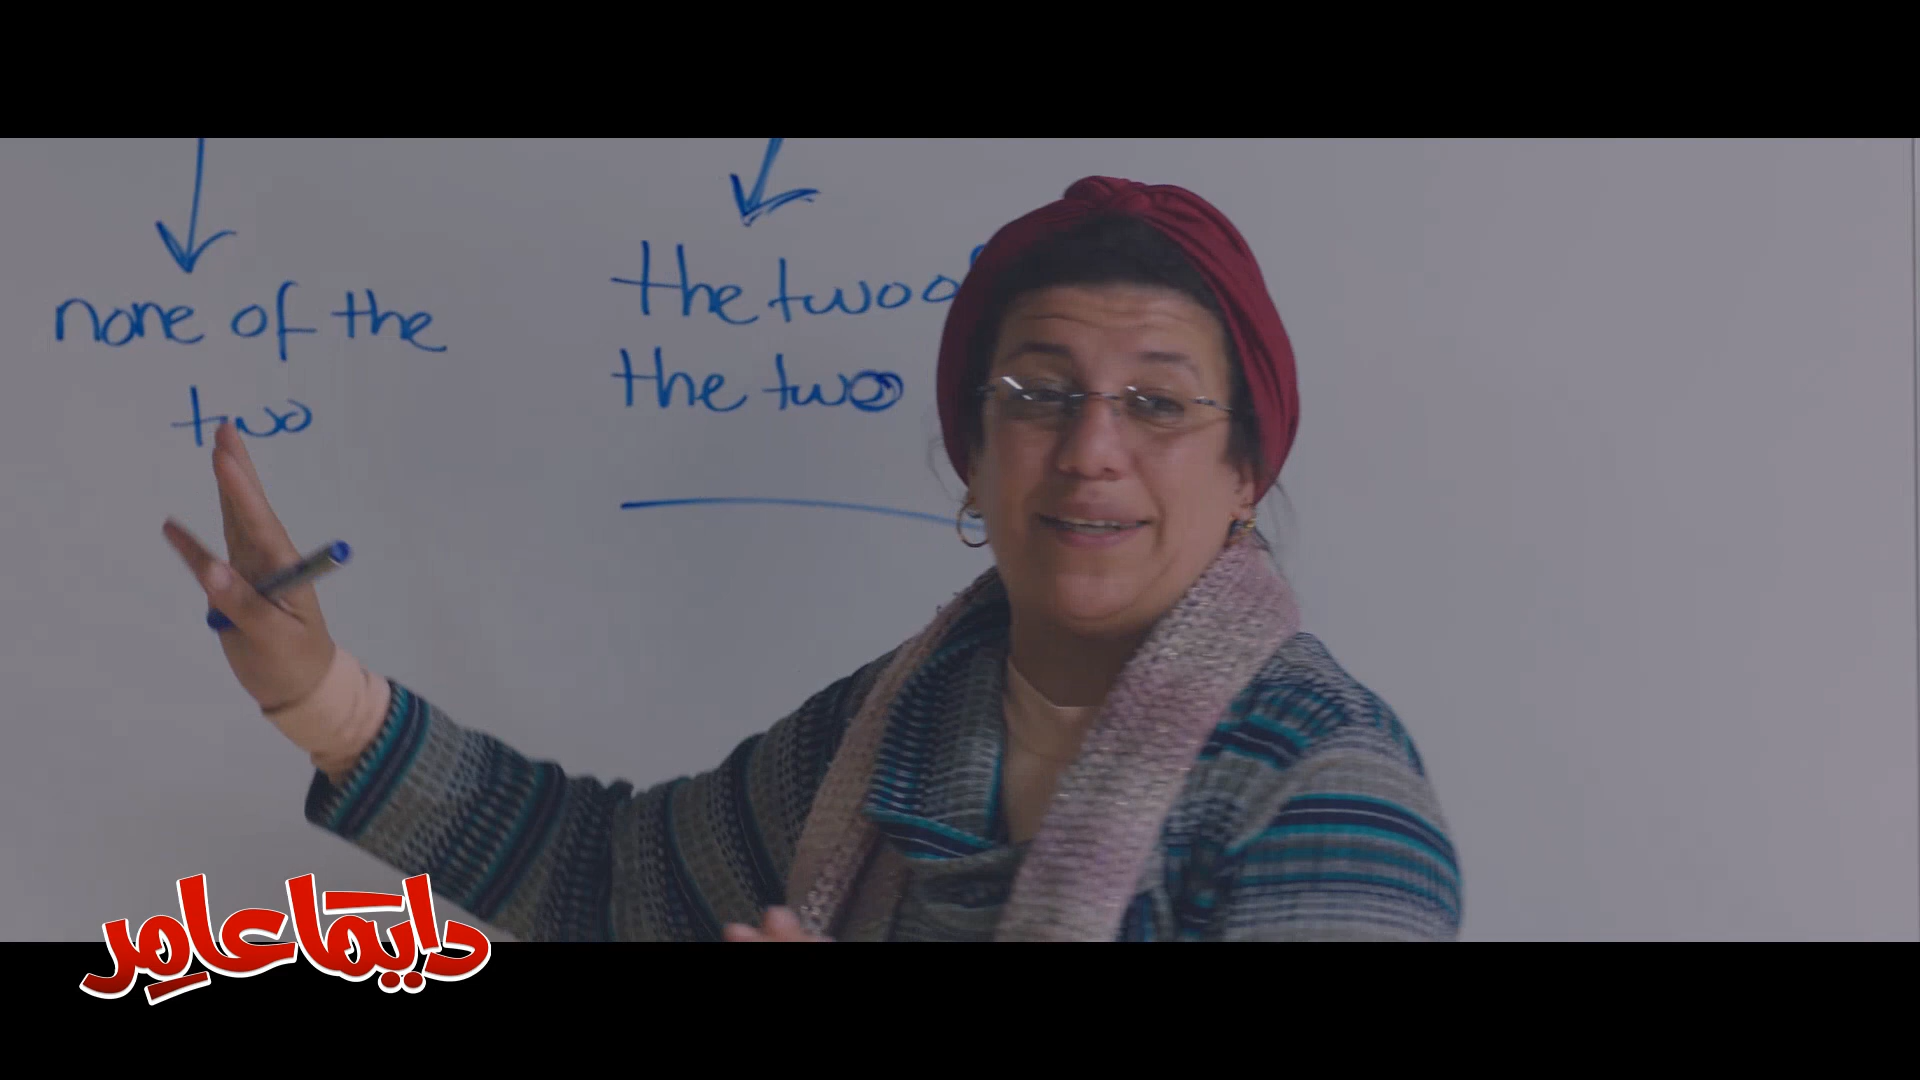 none of the
two
the two o
the two
دايما عامر